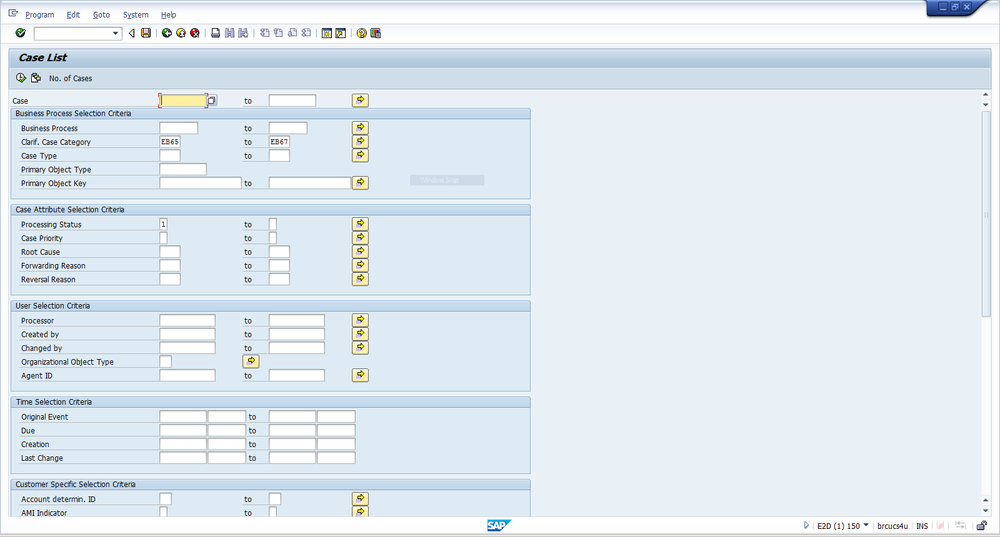 Program Edit Goto System Help
Case List
No. of Cases
Case to
Business Process Selection Criteria
Business Process to
Clarif. Case Category EB65 to EB67
Case Type to
Primary Object Type
Window Snip
Primary Object Key to
Case Attribute Selection Criteria
Processing Status 1 to
Case Priority to
Root Cause to
Forwarding Reason to
Reversal Reason to
User Selection Criteria
Processor to
Created by to
Changed by to
Organizational Object Type
Agent ID to
Time Selection Criteria
Original Event to
Due to
Creation to
Last Change to
Customer Specific Selection Criteria
Account determin. ID to
AMI Indicator to
SAP E2D (1) 150 brcucs4u INS